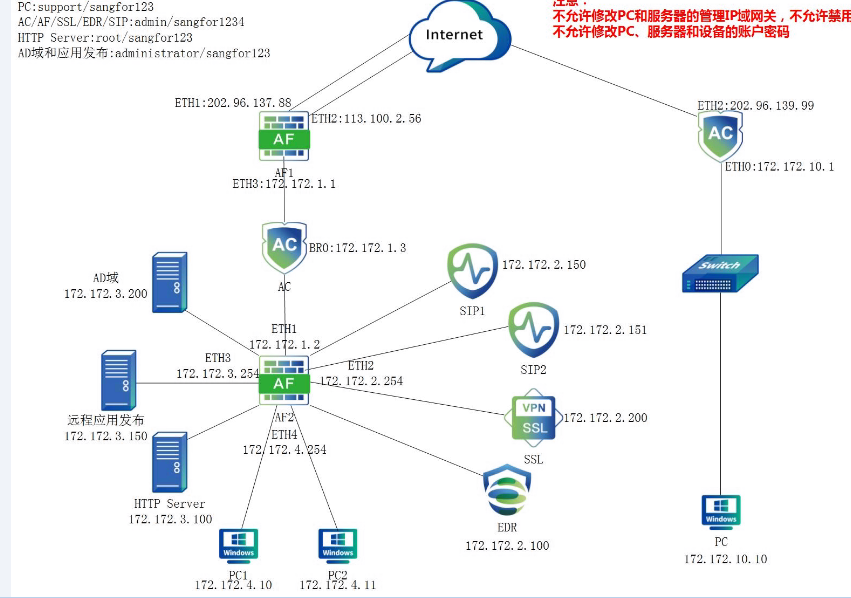 PC:support/sangfor123
AC/AF/SSL/EDR/SIP:admin/sangfor1234
HTTP Server:root/sangfor123
AD域和应用发布:administrator/sangfor123
注意:
不允许修改PC和服务器的管理IP域网关，不允许禁用
不允许修改PC、服务器和设备的账户密码
Internet
ETH1:202.96.137.88
ETH2:113.100.2.56
AF
AF1
ETH3:172.172.1.1
ETH2:202.96.139.99
AC
ETH0:172.172.10.1
AC
BR0:172.172.1.3
AC
Switch
AD域
172.172.3.200
172.172.2.150
SIP1
172.172.2.151
SIP2
ETH1
172.172.1.2
ETH3
172.172.3.254
ETH2
172.172.2.254
AF
AF2
ETH4
172.172.4.254
远程应用发布
172.172.3.150
VPN
SSL
172.172.2.200
SSL
HTTP Server
172.172.3.100
EDR
172.172.2.100
Windows
PC1
172.172.4.10
Windows
PC2
172.172.4.11
Windows
PC
172.172.10.10